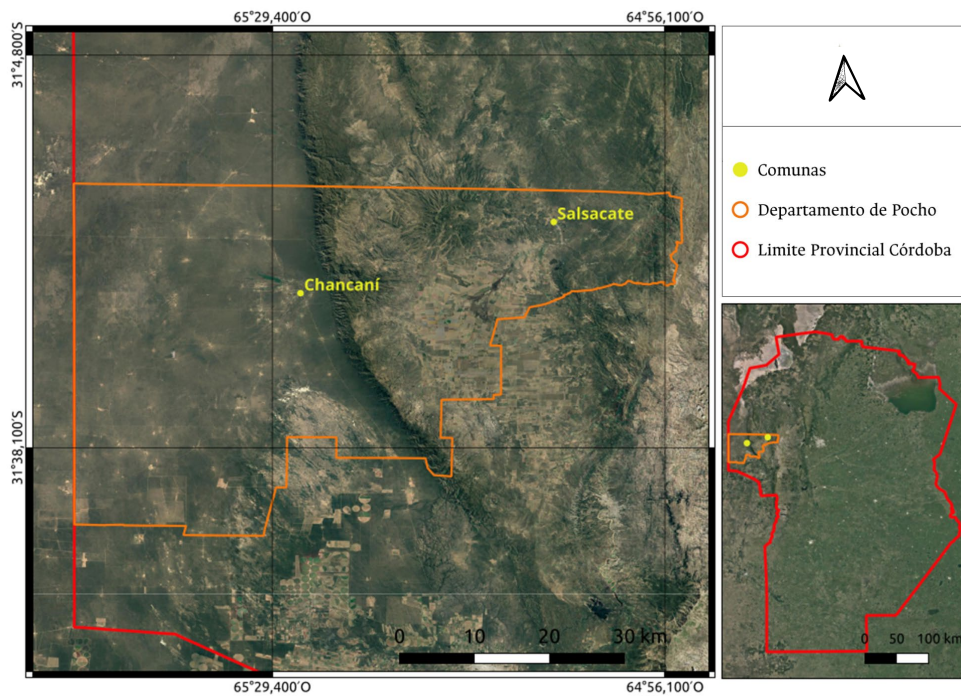 65°29,400'O 64°56,100'O
31°4,800'S
Salsacate
Chancaní
31°38,100'S
0 10 20 30 km
65°29,400'O 64°56,100'O
Comunas
Departamento de Pocho
Limite Provincial Córdoba
0 50 100 km